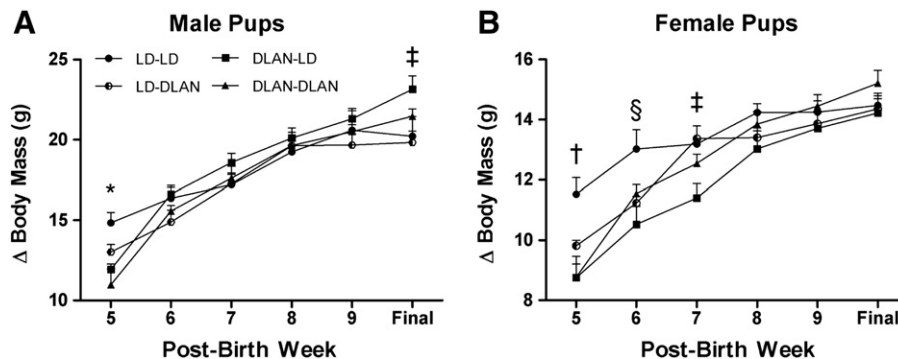 A
Male Pups
Δ Body Mass (g)
25
20
15
10
LD-LD
DLAN-LD
LD-DLAN
DLAN-DLAN
*
‡
5 6 7 8 9 Final
Post-Birth Week
B
Female Pups
Δ Body Mass (g)
16
14
12
10
8
†
§
‡
5 6 7 8 9 Final
Post-Birth Week